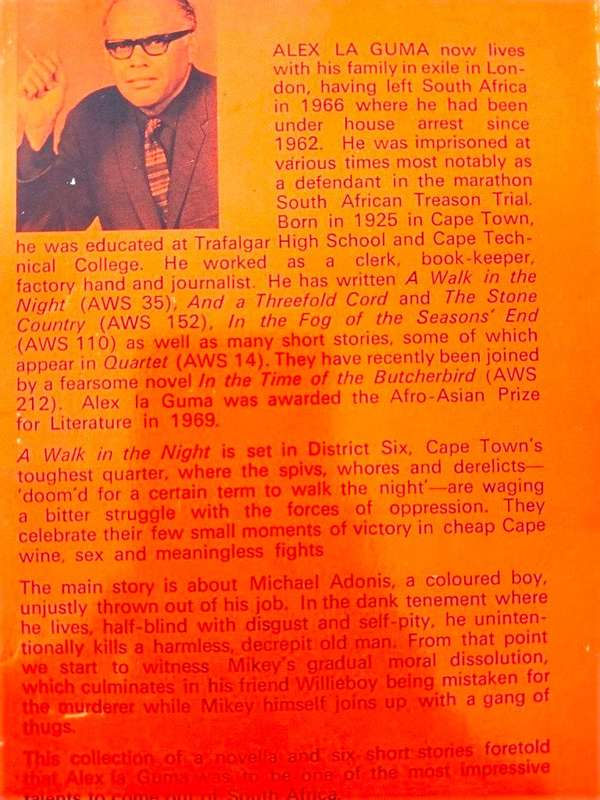 ALEX LA GUMA now lives
with his family in exile in Lon-
don, having left South Africa
in 1966 where he had been
under house arrest since
1962. He was imprisoned at
various times most notably as
a defendant in the marathon
South African Treason Trial.
Born in 1925 in Cape Town,
he was educated at Trafalgar High School and Cape Tech-
nical College. He worked as a clerk, book-keeper,
factory hand and journalist. He has written A Walk in the
Night (AWS 35), And a Threefold Cord and The Stone
Country (AWS 152), In the Fog of the Seasons' End
(AWS 110) as well as many short stories, some of which
appear in Quartet (AWS 14). They have recently been joined
by a fearsome novel In the Time of the Butcherbird (AWS
212). Alex la Guma was awarded the Afro-Asian Prize
for Literature in 1969.
A Walk in the Night is set in District Six, Cape Town's
toughest quarter, where the spivs, whores and derelicts—
'doom'd for a certain term to walk the night'—are waging
a bitter struggle with the forces of oppression. They
celebrate their few small moments of victory in cheap Cape
wine, sex and meaningless fights
The main story is about Michael Adonis, a coloured boy,
unjustly thrown out of his job. In the dank tenement where
he lives, half-blind with disgust and self-pity, he uninten-
tionally kills a harmless, decrepit old man. From that point
we start to witness Mikey's gradual moral dissolution,
which culminates in his friend Willieboy being mistaken for
the murderer while Mikey himself joins up with a gang of
thugs.
This collection of a novella and six short stories foretold
that Alex la Guma was to be one of the most impressive
talents to come out of South Africa.